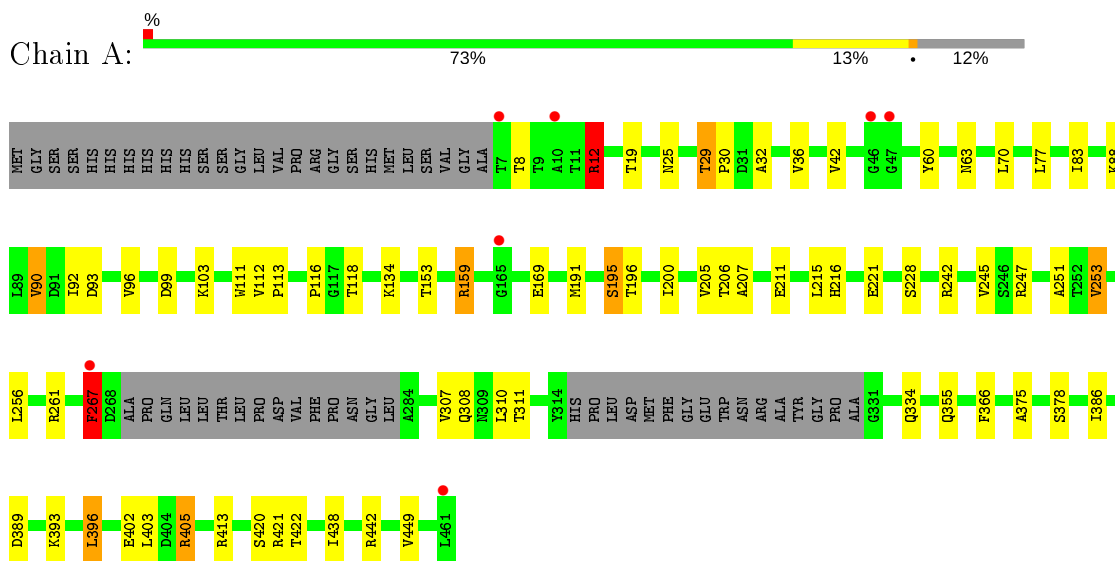 %
Chain A:
73% 13% • 12%
MET GLY SER SER HIS HIS HIS HIS HIS HIS SER SER GLY LEU VAL PRO ARG GLY SER HIS MET LEU SER VAL GLY ALA T7 T8 T9 A10 T11 R12 T19 N25 T29 P30 D31 A32 V36 V42 G46 G47 Y60 N63 L70 L77 I83 K88
L89 V90 D91 I92 D93 V96 D99 K103 W111 V112 P113 P116 G117 T118 K134 T153 R159 G165 E169 M191 S195 T196 I200 V205 T206 A207 E211 L215 H216 E221 S228 R242 V245 S246 R247 A251 T252 V253
L256 R261 F267 D268 ALA PRO GLN LEU LEU THR LEU PRO ASP VAL PHE PRO ASN GLY LEU A284 V307 Q308 N309 L310 T311 Y314 HIS PRO LEU ASP MET PHE GLY GLU TRP ASN ARG ALA TYR GLY PRO ALA G331 Q334 Q355 F366 A375 S378 I386
D389 K393 L396 E402 L403 D404 R405 R413 S420 R421 T422 I438 R442 V449 L461